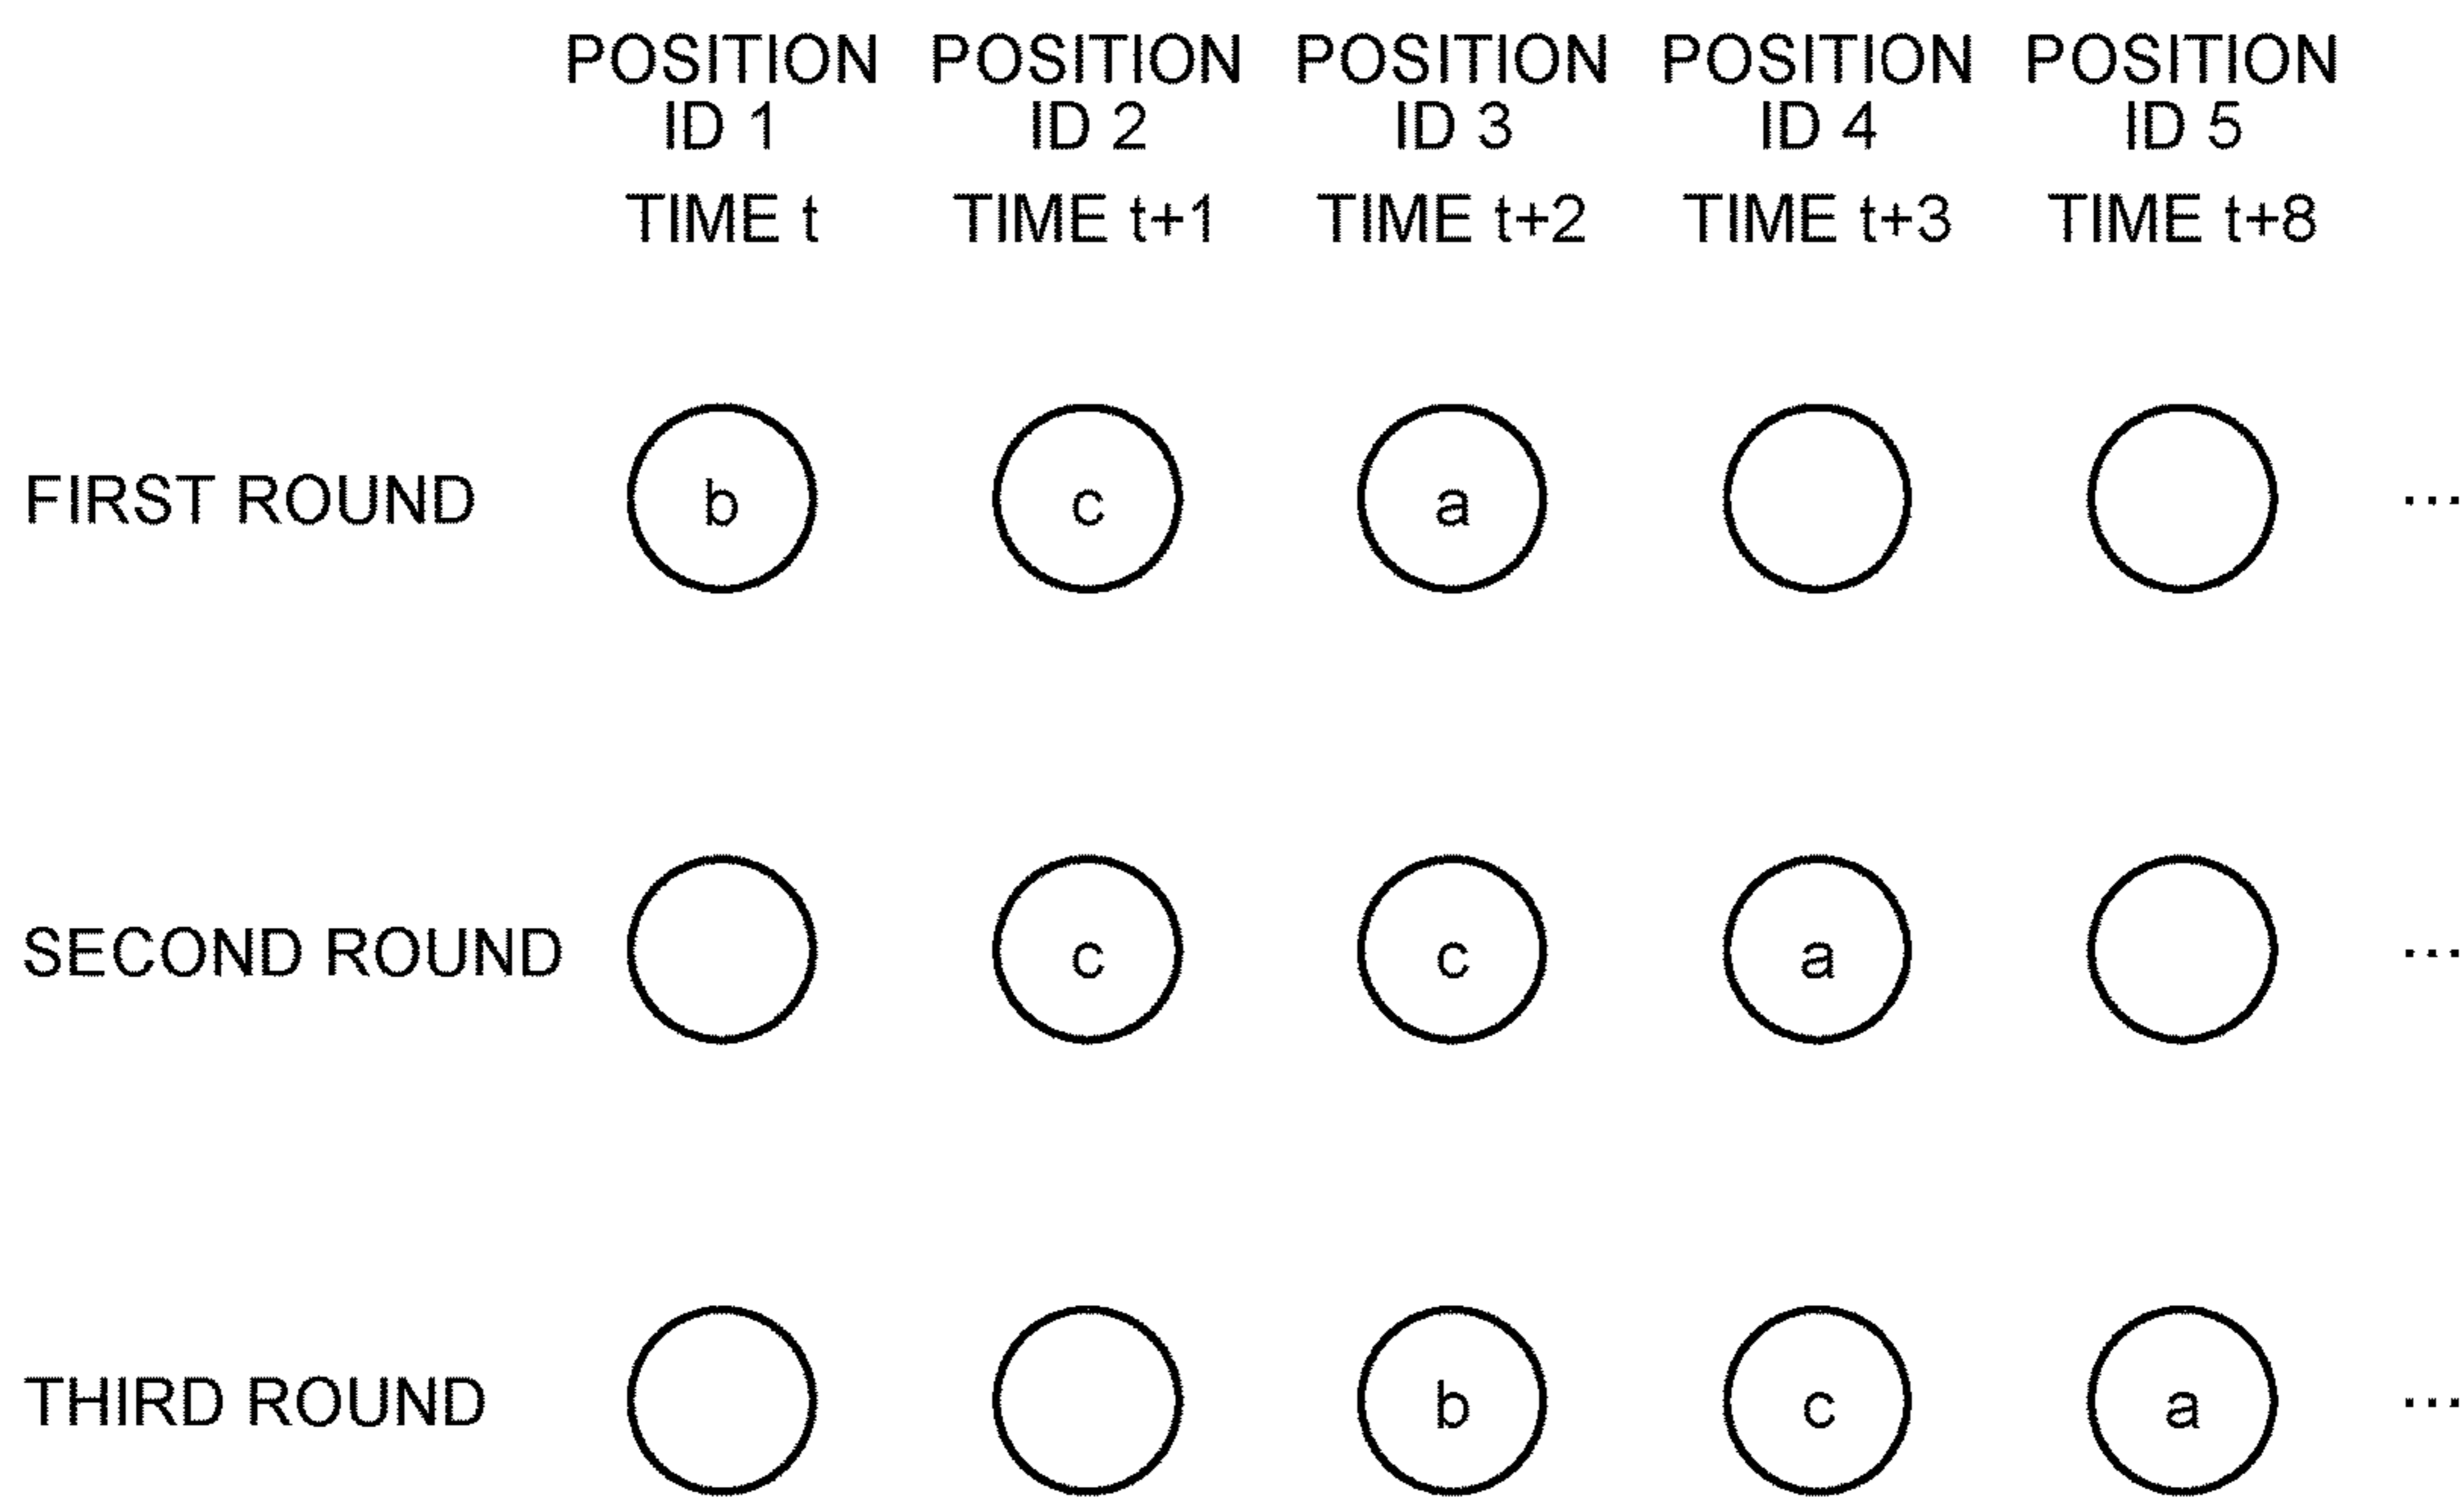 POSITION POSITION POSITION POSITION POSITION
ID 1 ID 2 ID 3 ID 4 ID 5
TIME t TIME t+1 TIME t+2 TIME t+3 TIME t+8
FIRST ROUND b c a ...
SECOND ROUND c c a ...
THIRD ROUND b c a ...